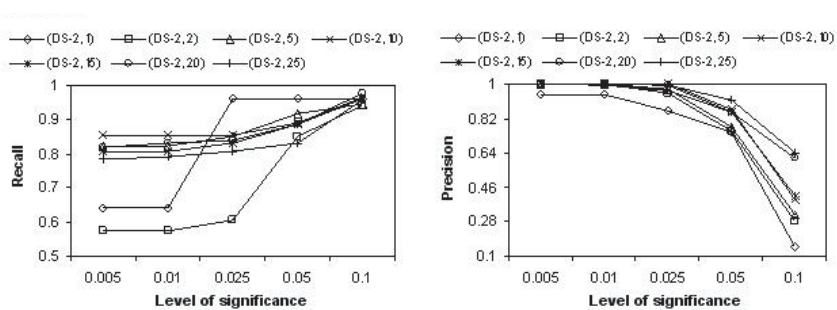 (DS-2,1) (DS-2,2) (DS-2,5) (DS-2,10)
(DS-2,15) (DS-2,20) (DS-2,25)
1
0.9
0.8
0.7
0.6
0.5
Recall
0.005 0.01 0.025 0.05 0.1
Level of significance
(DS-2,1) (DS-2,2) (DS-2,5) (DS-2,10)
(DS-2,15) (DS-2,20) (DS-2,25)
1
0.82
0.64
0.46
0.28
0.1
Precision
0.005 0.01 0.025 0.05 0.1
Level of significance